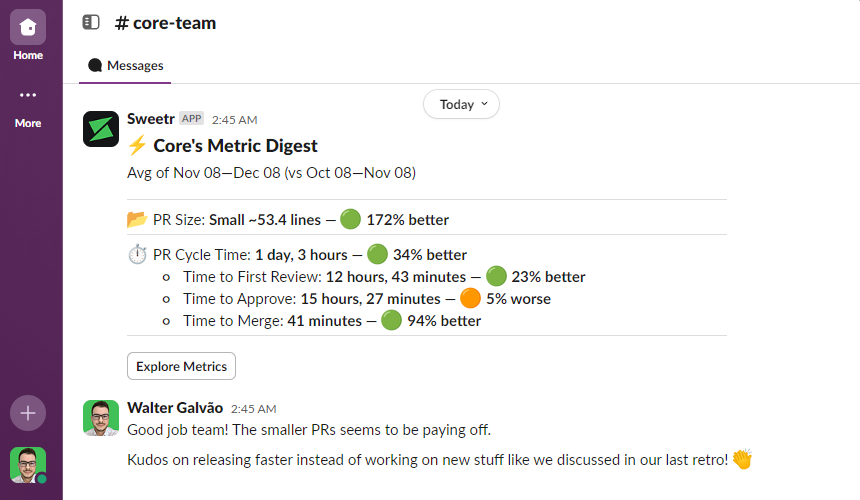 # core-team
Home
Messages
More
Today
Sweetr APP 2:45 AM
⚡ Core's Metric Digest
Avg of Nov 08—Dec 08 (vs Oct 08—Nov 08)
📂 PR Size: Small ~53.4 lines — 🟢 172% better
⏱️ PR Cycle Time: 1 day, 3 hours — 🟢 34% better
Time to First Review: 12 hours, 43 minutes — 🟢 23% better
Time to Approve: 15 hours, 27 minutes — 🟠 5% worse
Time to Merge: 41 minutes — 🟢 94% better
Explore Metrics
Walter Galvão 2:45 AM
Good job team! The smaller PRs seems to be paying off.
Kudos on releasing faster instead of working on new stuff like we discussed in our last retro! 👏